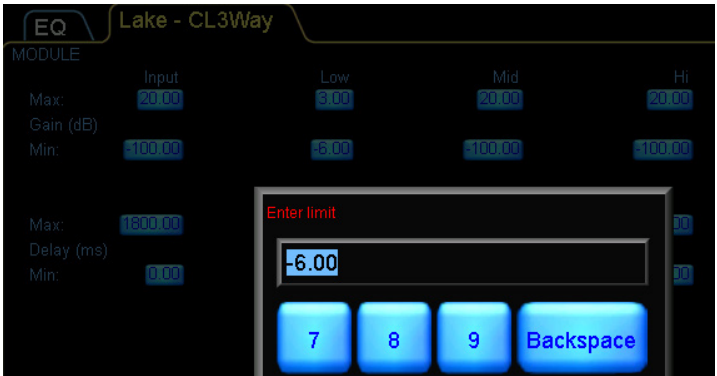 EQ
Lake - CL3Way
MODULE
Input Low Mid Hi
Max: 20.00 3.00 20.00 20.00
Gain (dB)
Min: -100.00 -6.00 -100.00 -100.00
Max: 1800.00
Delay (ms)
Min: 0.00
Enter limit
-6.00
7 8 9 Backspace